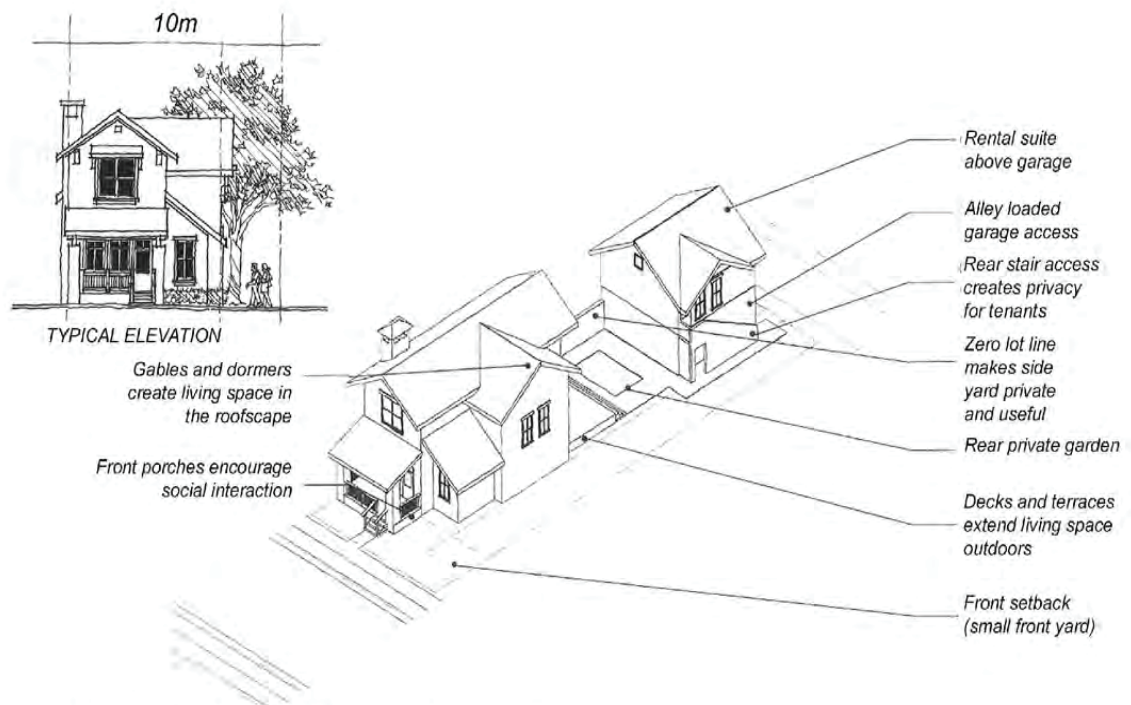 10m
TYPICAL ELEVATION
Gables and dormers
create living space in
the roofscape
Front porches encourage
social interaction
Rental suite
above garage
Alley loaded
garage access
Rear stair access
creates privacy
for tenants
Zero lot line
makes side
yard private
and useful
Rear private garden
Decks and terraces
extend living space
outdoors
Front setback
(small front yard)